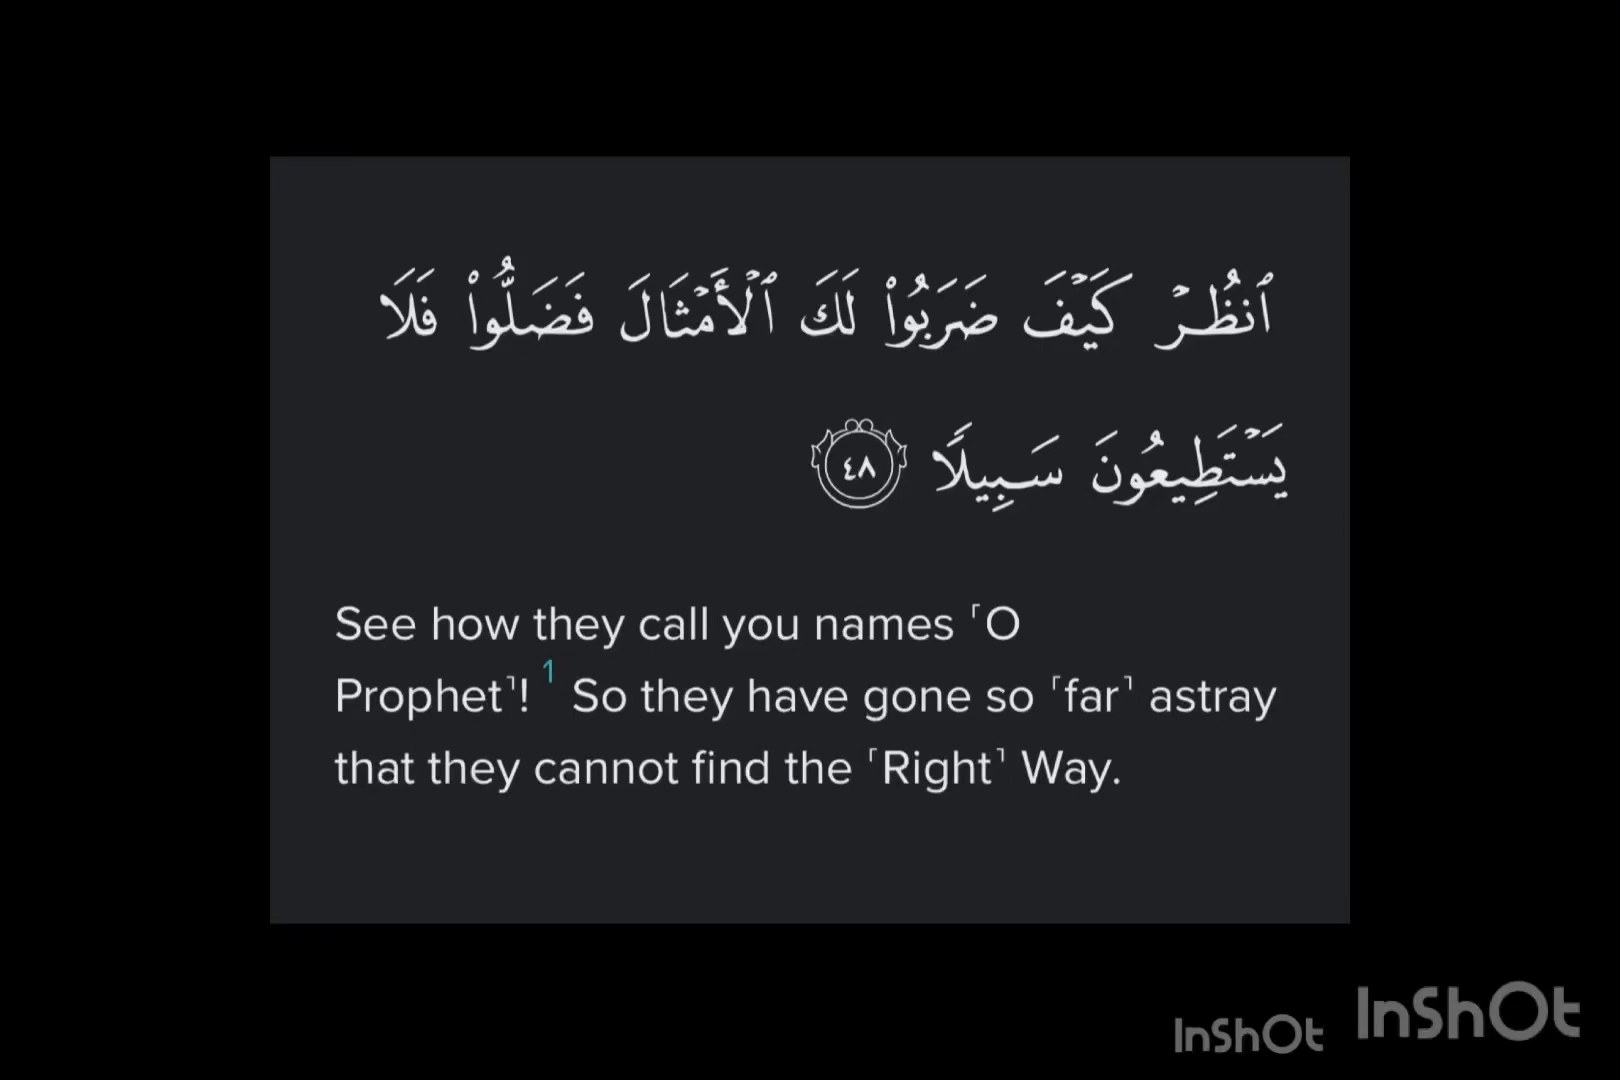 ٱنظُرۡ كَيۡفَ ضَرَبُواْ لَكَ ٱلۡأَمۡثَالَ فَضَلُّواْ فَلَا
يَسۡتَطِيعُونَ سَبِيلٗا ٤٨
See how they call you names ˹O
Prophet˺! 1 So they have gone so ˹far˺ astray
that they cannot find the ˹Right˺ Way.
InShOt InShOt